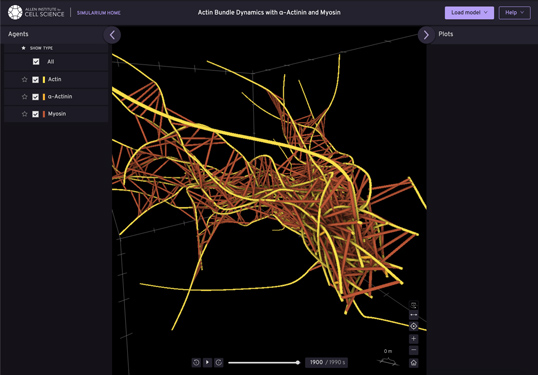 ALLEN INSTITUTE for
CELL SCIENCE
SIMULARIUM HOME
Actin Bundle Dynamics with α-Actinin and Myosin
Load model
Help
Agents
Plots
SHOW TYPE
All
Actin
α-Actinin
Myosin
0 m
1900 / 1990 s